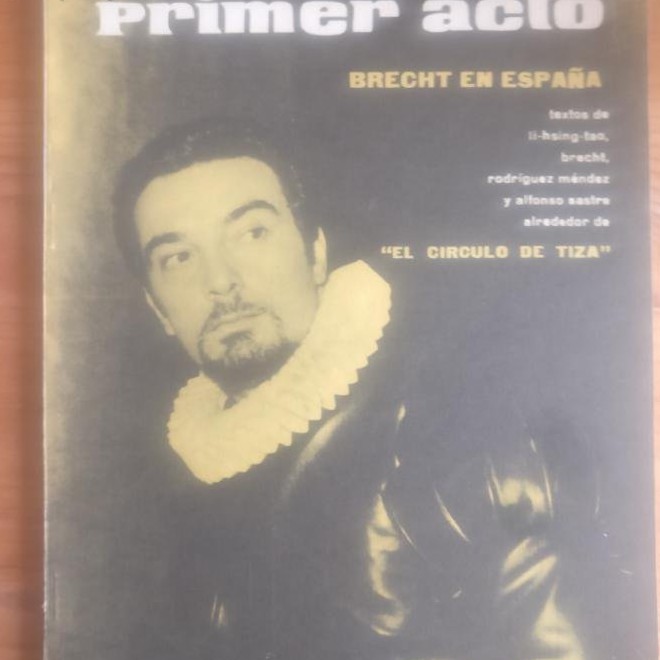 Primer acto
BRECHT EN ESPAÑA
textos de
li-hsing-tao,
brecht,
rodríguez méndez
y alfonso sastre
alrededor de
"EL CIRCULO DE TIZA"